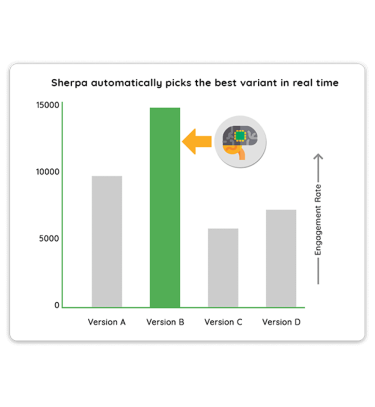 Sherpa automatically picks the best variant in real time
15000
10000
5000
0
Version A
Version B
Version C
Version D
Engagement Rate